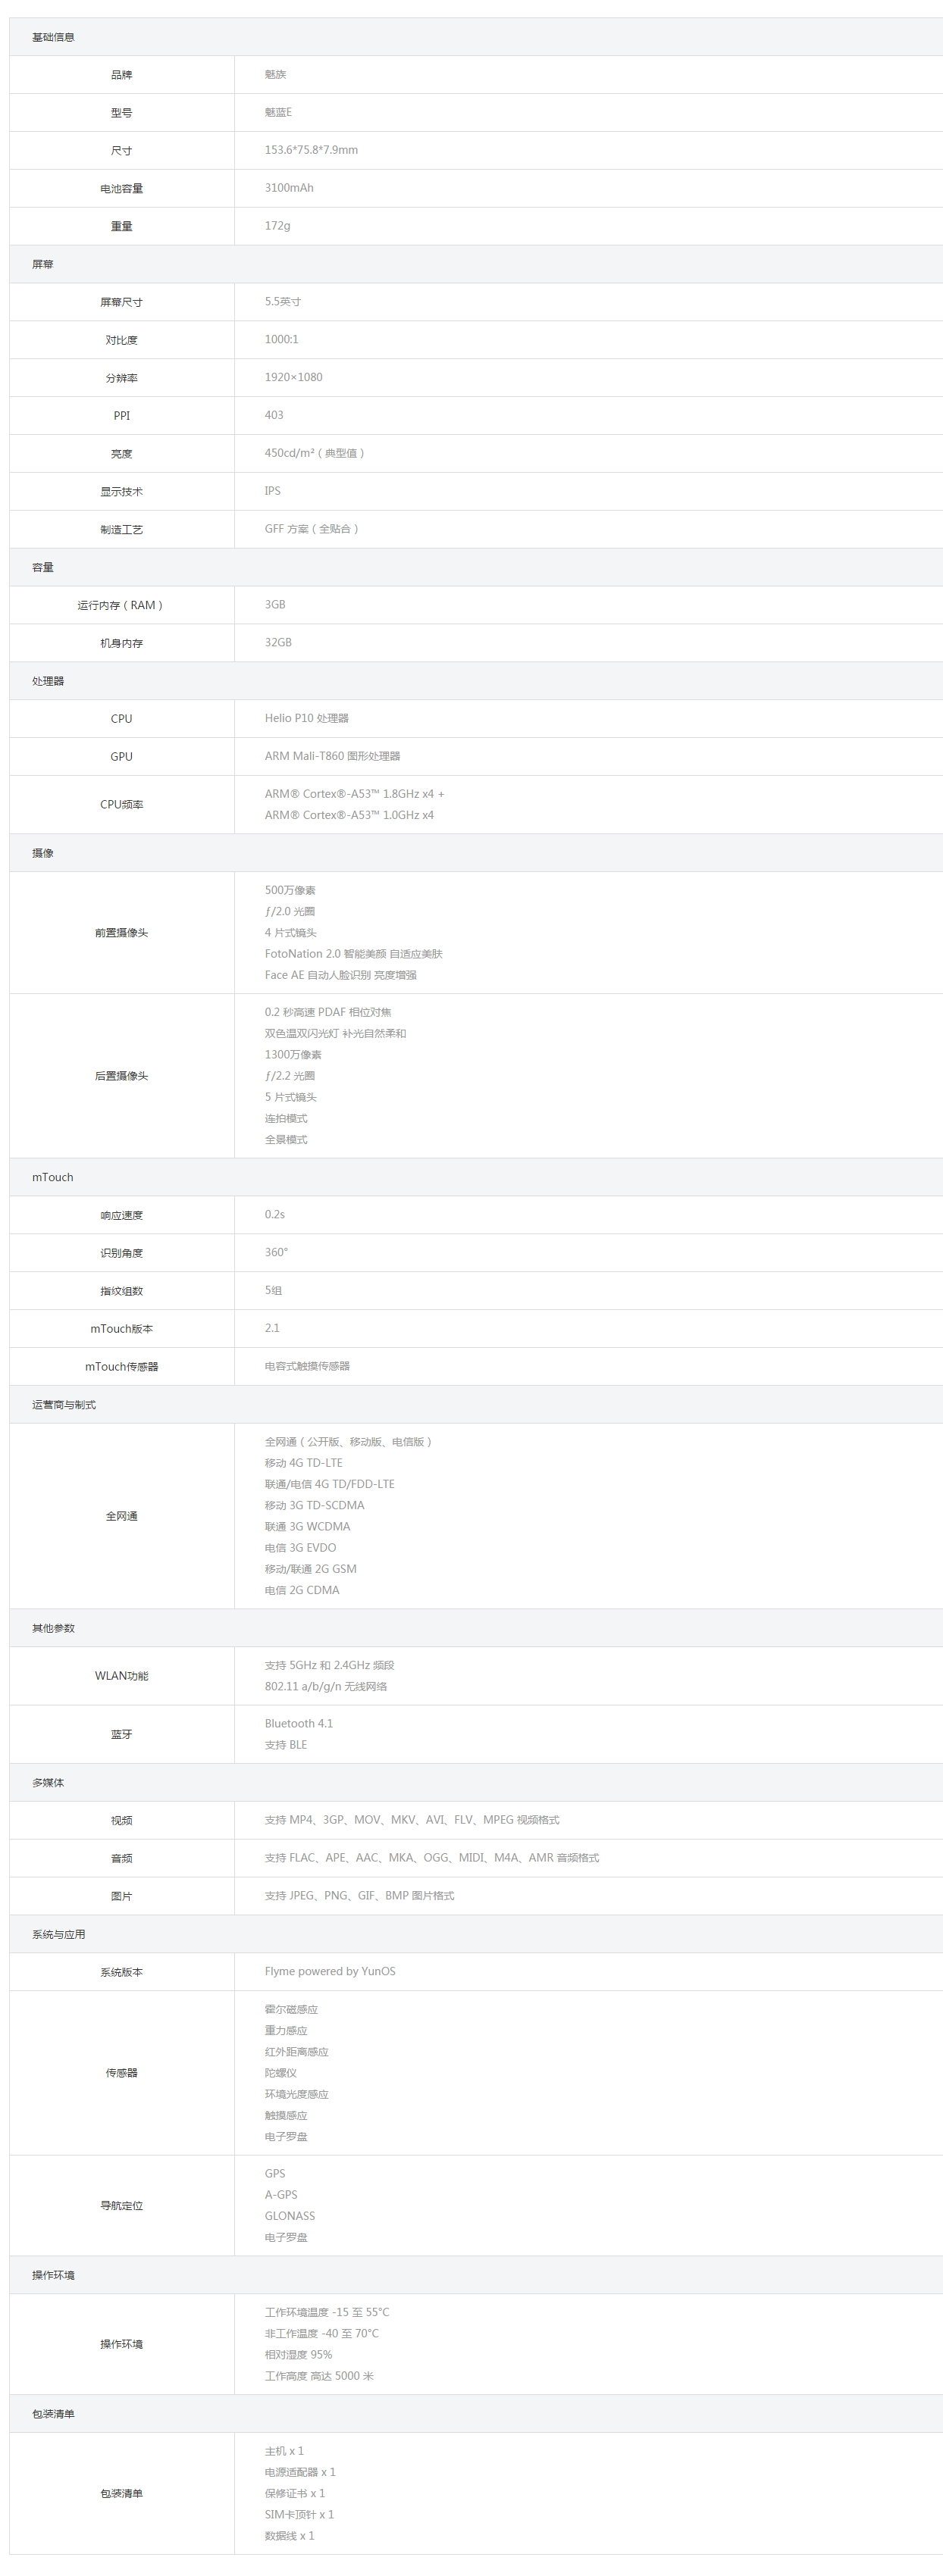 基础信息
品牌
魅族
型号
魅蓝E
尺寸
153.6*75.8*7.9mm
电池容量
3100mAh
重量
172g
屏幕
屏幕尺寸
5.5英寸
对比度
1000:1
分辨率
1920×1080
PPI
403
亮度
450cd/m²（典型值）
显示技术
IPS
制造工艺
GFF 方案（全贴合）
容量
运行内存（RAM）
3GB
机身内存
32GB
处理器
CPU
Helio P10 处理器
GPU
ARM Mali-T860 图形处理器
CPU频率
ARM® Cortex®-A53™ 1.8GHz x4 +
ARM® Cortex®-A53™ 1.0GHz x4
摄像
前置摄像头
500万像素
ƒ/2.0 光圈
4 片式镜头
FotoNation 2.0 智能美颜 自适应美肤
Face AE 自动人脸识别 亮度增强
后置摄像头
0.2 秒高速 PDAF 相位对焦
双色温双闪光灯 补光自然柔和
1300万像素
ƒ/2.2 光圈
5 片式镜头
连拍模式
全景模式
mTouch
响应速度
0.2s
识别角度
360°
指纹组数
5组
mTouch版本
2.1
mTouch传感器
电容式触摸传感器
运营商与制式
全网通
全网通（公开版、移动版、电信版）
移动 4G TD-LTE
联通/电信 4G TD/FDD-LTE
移动 3G TD-SCDMA
联通 3G WCDMA
电信 3G EVDO
移动/联通 2G GSM
电信 2G CDMA
其他参数
WLAN功能
支持 5GHz 和 2.4GHz 频段
802.11 a/b/g/n 无线网络
蓝牙
Bluetooth 4.1
支持 BLE
多媒体
视频
支持 MP4、3GP、MOV、MKV、AVI、FLV、MPEG 视频格式
音频
支持 FLAC、APE、AAC、MKA、OGG、MIDI、M4A、AMR 音频格式
图片
支持 JPEG、PNG、GIF、BMP 图片格式
系统与应用
系统版本
Flyme powered by YunOS
传感器
霍尔磁感应
重力感应
红外距离感应
陀螺仪
环境光度感应
触摸感应
电子罗盘
导航定位
GPS
A-GPS
GLONASS
电子罗盘
操作环境
操作环境
工作环境温度 -15 至 55°C
非工作温度 -40 至 70°C
相对湿度 95%
工作高度 高达 5000 米
包装清单
包装清单
主机 x 1
电源适配器 x 1
保修证书 x 1
SIM卡顶针 x 1
数据线 x 1